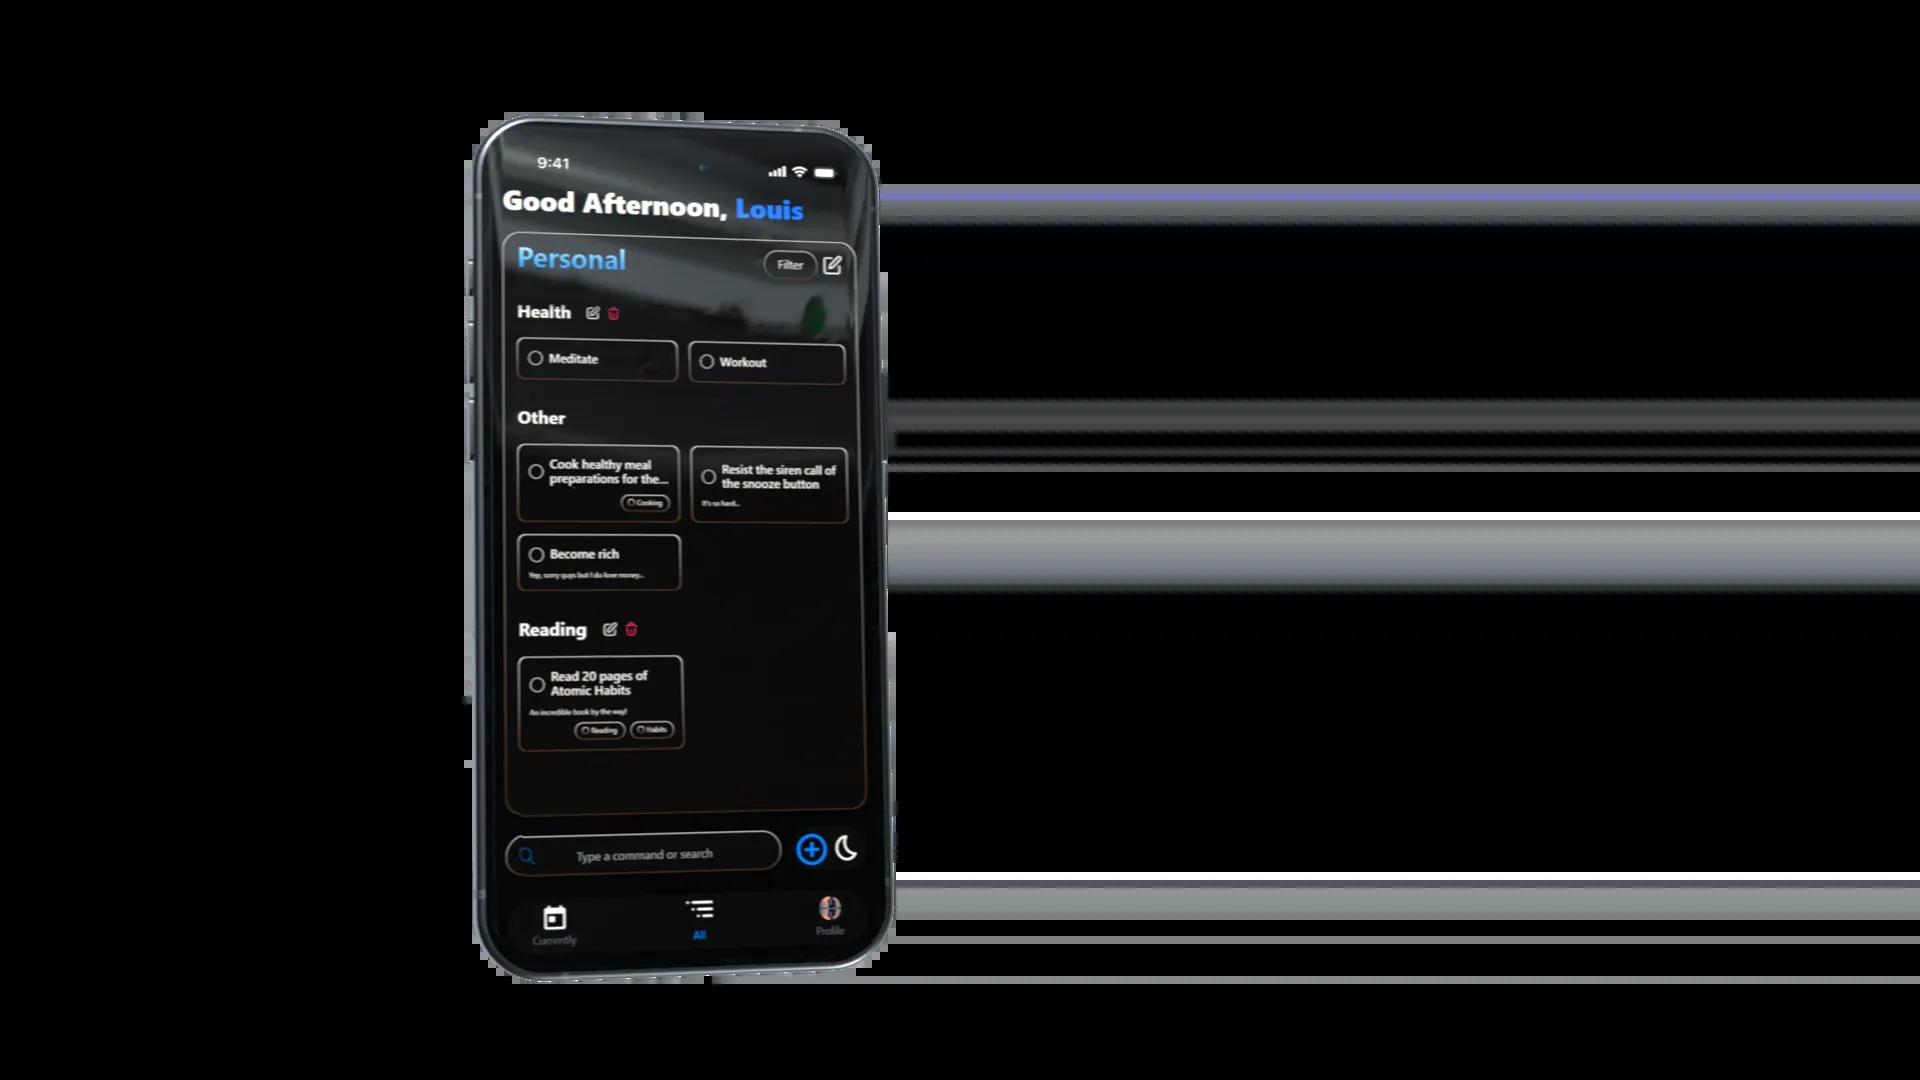 9:41
Good Afternoon, Louis
Personal
Filter
Health
Meditate
Workout
Other
Cook healthy meal
preparations for the...
Cooking
Resist the siren call of
the snooze button
It's so hard...
Become rich
Yep, sorry guys but I do love money...
Reading
Read 20 pages of
Atomic Habits
An incredible book by the way!
Reading
Habits
Type a command or search
Currently
All
Profile